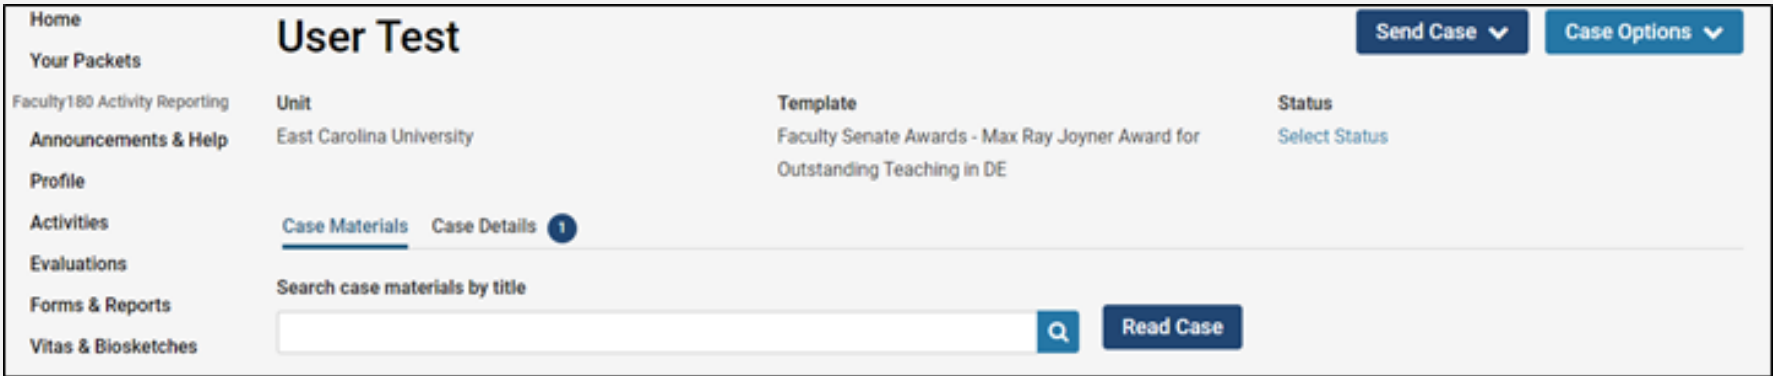 Home
Your Packets
Faculty180 Activity Reporting
Announcements & Help
Profile
Activities
Evaluations
Forms & Reports
Vitas & Biosketches
User Test
Send Case
Case Options
Unit
East Carolina University
Template
Faculty Senate Awards - Max Ray Joyner Award for
Outstanding Teaching in DE
Status
Select Status
Case Materials
Case Details 1
Search case materials by title
Read Case